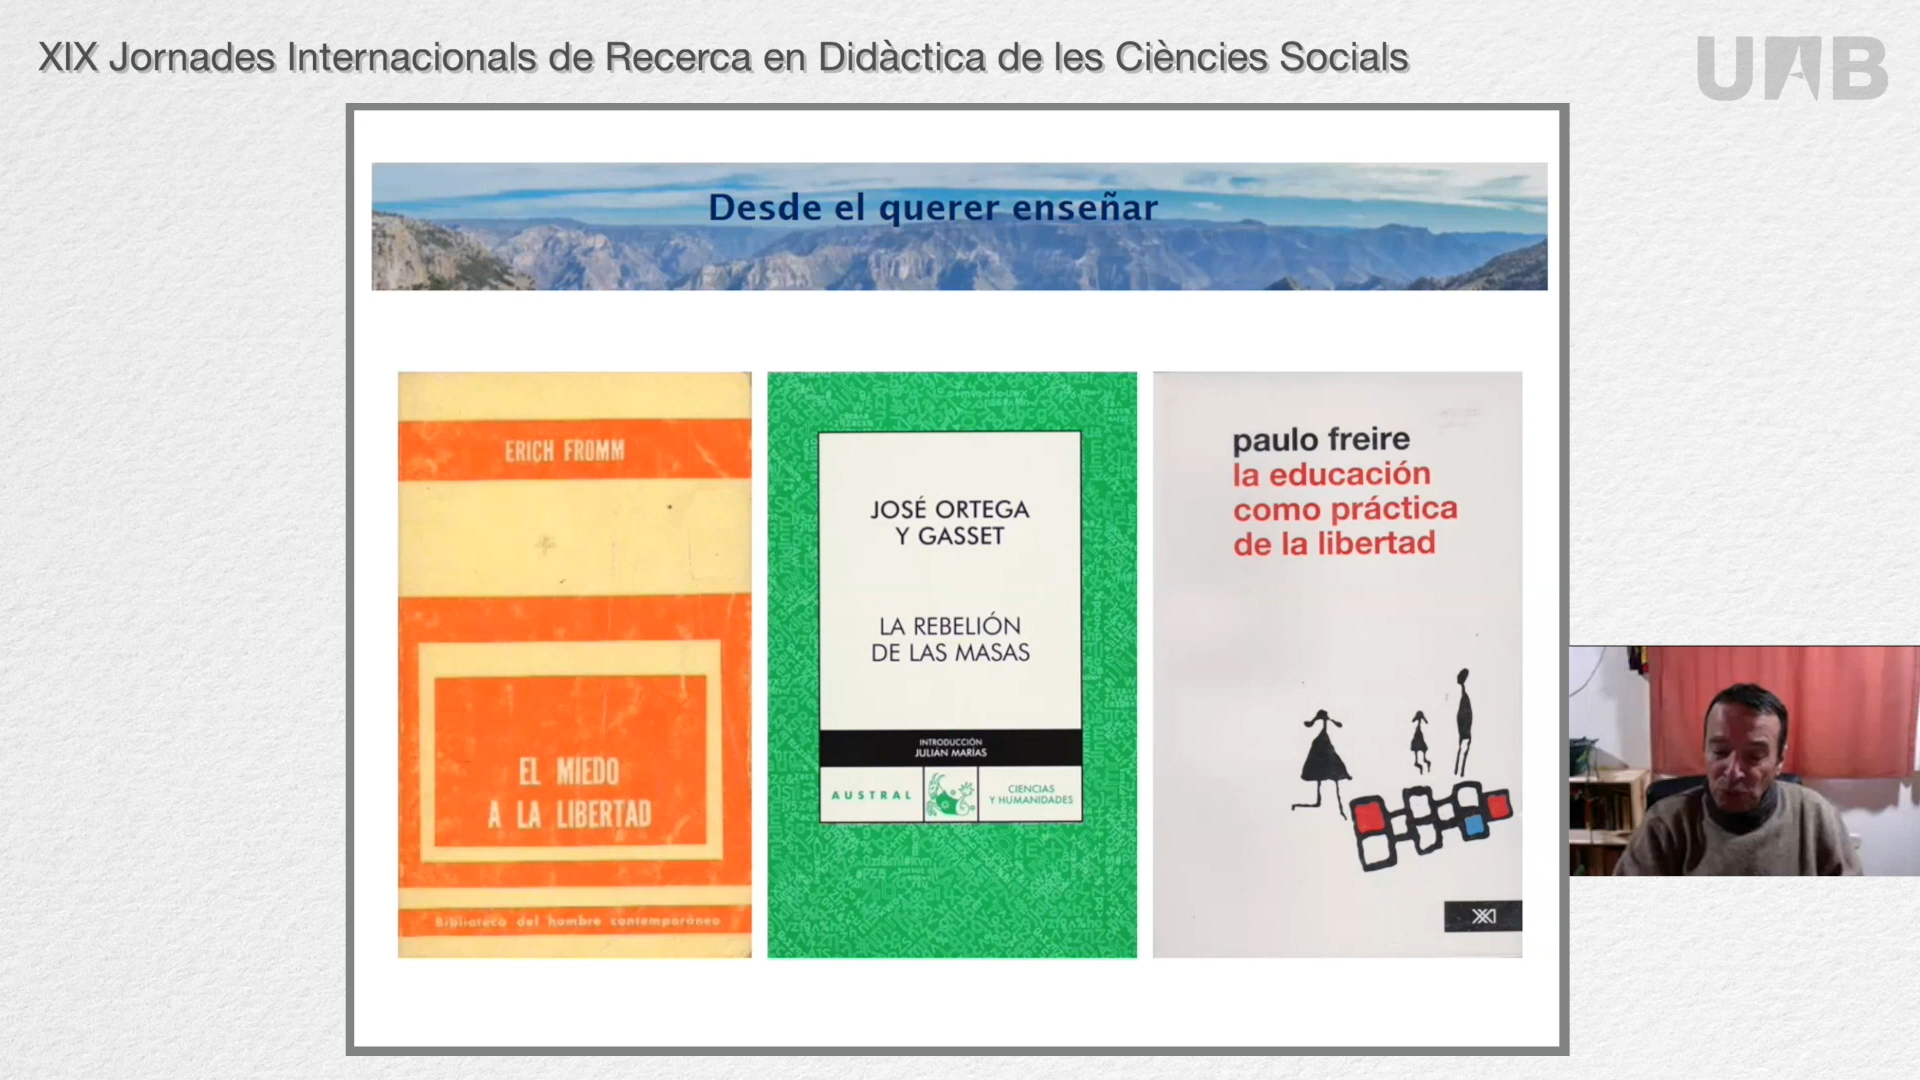 XIX Jornades Internacionals de Recerca en Didàctica de les Ciències Socials
UAB
Desde el querer enseñar
ERICH FROMM
EL MIEDO
A LA LIBERTAD
Biblioteca del hombre contemporáneo
JOSÉ ORTEGA
Y GASSET
LA REBELIÓN
DE LAS MASAS
INTRODUCCIÓN
JULIÁN MARÍAS
AUSTRAL
CIENCIAS
Y HUMANIDADES
paulo freire
la educación
como práctica
de la libertad
XXI